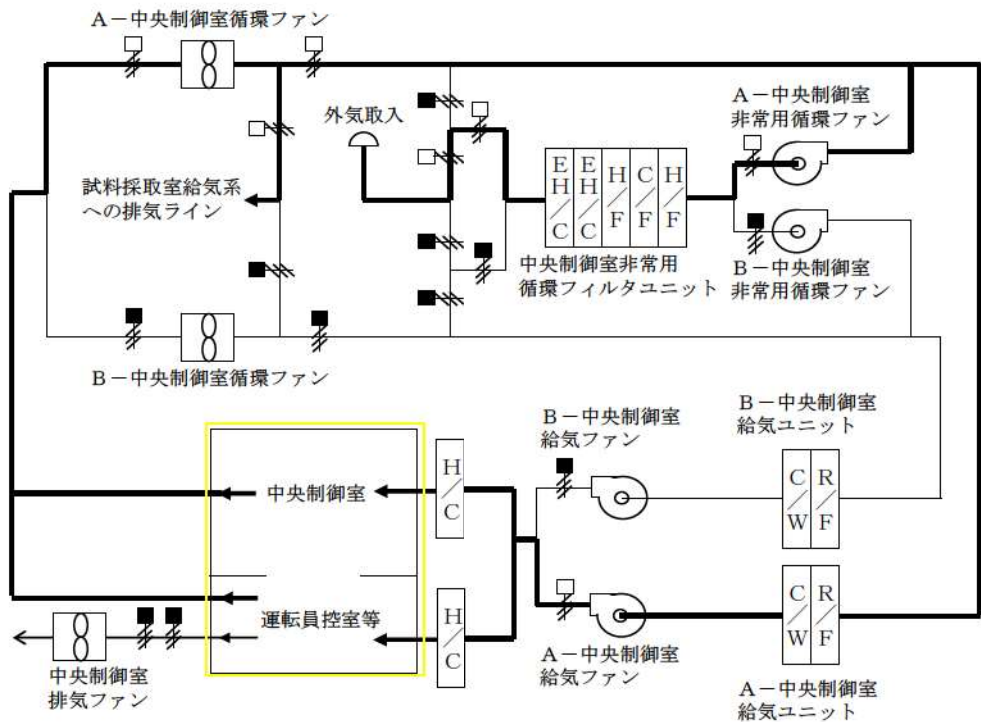 A-中央制御室循環ファン
外気取入
A-中央制御室
非常用循環ファン
試料採取室給気系
への排気ライン
E
H
/
C
E
H
/
C
H
/
F
C
/
F
H
/
F
中央制御室非常用
循環フィルタユニット
B-中央制御室
非常用循環ファン
B-中央制御室循環ファン
B-中央制御室
給気ファン
B-中央制御室
給気ユニット
中央制御室
H
/
C
C
/
W
R
/
F
運転員控室等
H
/
C
C
/
W
R
/
F
A-中央制御室
給気ファン
中央制御室
排気ファン
A-中央制御室
給気ユニット